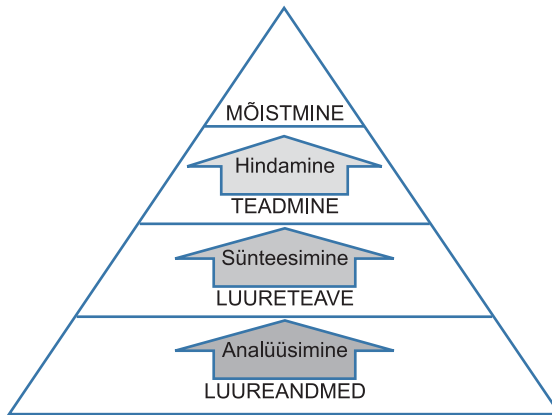 MÕISTMINE
Hindamine
TEADMINE
Sünteesimine
LUURETEAVE
Analüüsimine
LUUREANDMED